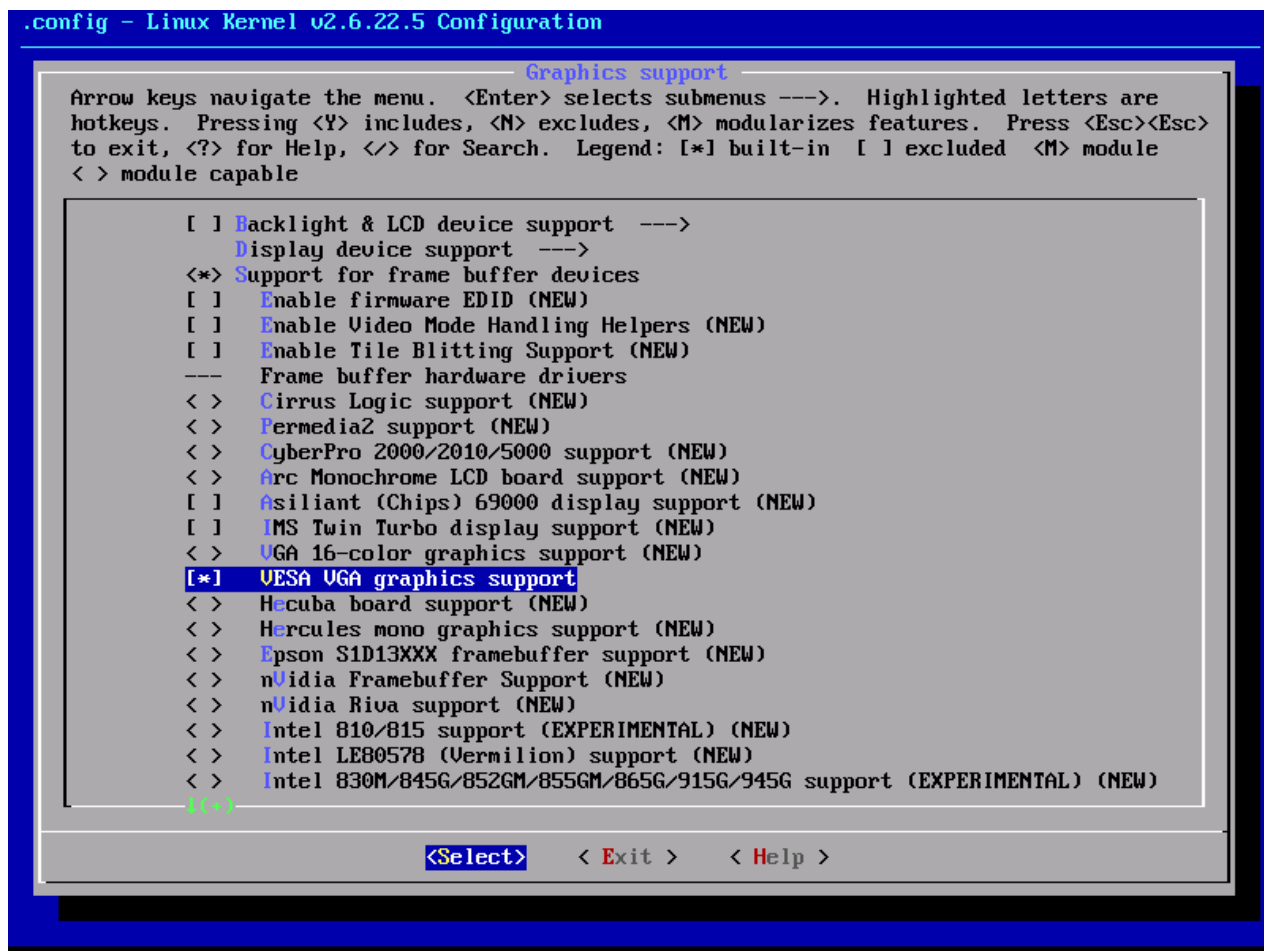 .config - Linux Kernel v2.6.22.5 Configuration
Graphics support
Arrow keys navigate the menu.  <Enter> selects submenus --->.  Highlighted letters are
hotkeys.  Pressing <Y> includes, <N> excludes, <M> modularizes features.  Press <Esc><Esc>
to exit, <?> for Help, </> for Search.  Legend: [*] built-in  [ ] excluded  <M> module
< > module capable
[ ] Backlight & LCD device support  --->
Display device support  --->
<*> Support for frame buffer devices
[ ]   Enable firmware EDID (NEW)
[ ]   Enable Video Mode Handling Helpers (NEW)
[ ]   Enable Tile Blitting Support (NEW)
---   Frame buffer hardware drivers
< >   Cirrus Logic support (NEW)
< >   Permedia2 support (NEW)
< >   CyberPro 2000/2010/5000 support (NEW)
< >   Arc Monochrome LCD board support (NEW)
[ ]   Asiliant (Chips) 69000 display support (NEW)
[ ]   IMS Twin Turbo display support (NEW)
< >   VGA 16-color graphics support (NEW)
[*]   VESA VGA graphics support
< >   Hecuba board support (NEW)
< >   Hercules mono graphics support (NEW)
< >   Epson S1D13XXX framebuffer support (NEW)
< >   nVidia Framebuffer Support (NEW)
< >   nVidia Riva support (NEW)
< >   Intel 810/815 support (EXPERIMENTAL) (NEW)
< >   Intel LE80578 (Vermilion) support (NEW)
< >   Intel 830M/845G/852GM/855GM/865G/915G/945G support (EXPERIMENTAL) (NEW)
↓(+)
<Select>    < Exit >    < Help >